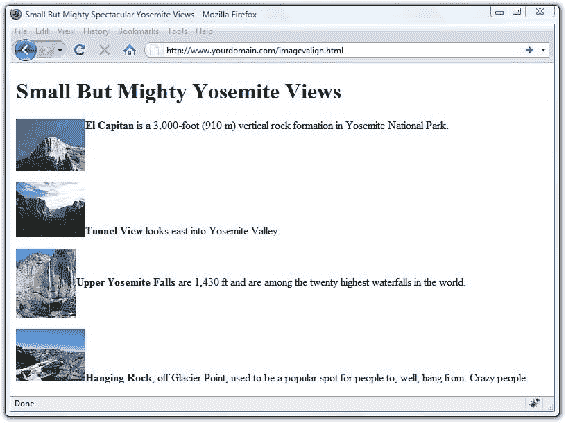 Small But Mighty Spectacular Yosemite Views - Mozilla Firefox
File Edit View History Bookmarks Tools Help
http://www.yourdomain.com/imagevalign.html
Small But Mighty Yosemite Views
El Capitan is a 3,000-foot (910 m) vertical rock formation in Yosemite National Park.
Tunnel View looks east into Yosemite Valley
Upper Yosemite Falls are 1,430 ft and are among the twenty highest waterfalls in the world.
Hanging Rock, off Glacier Point, used to be a popular spot for people to, well, hang from. Crazy people
Done